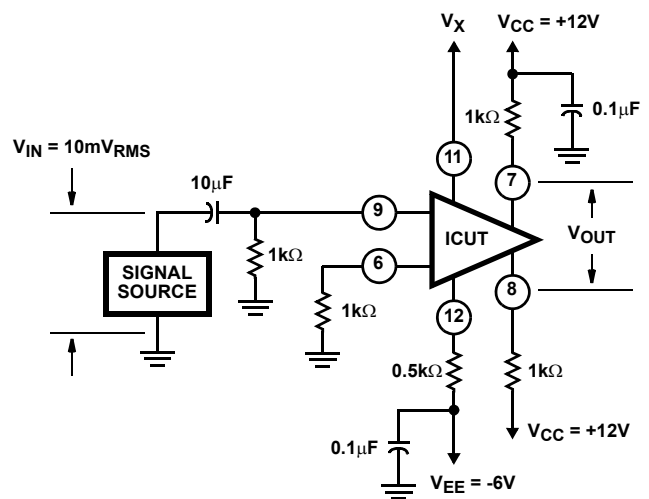 V_X
V_CC = +12V
1kΩ
0.1μF
V_IN = 10mV_RMS
11
10μF
7
9
ICUT
V_OUT
SIGNAL
SOURCE
1kΩ
6
8
1kΩ
12
0.5kΩ
1kΩ
0.1μF
V_CC = +12V
V_EE = -6V